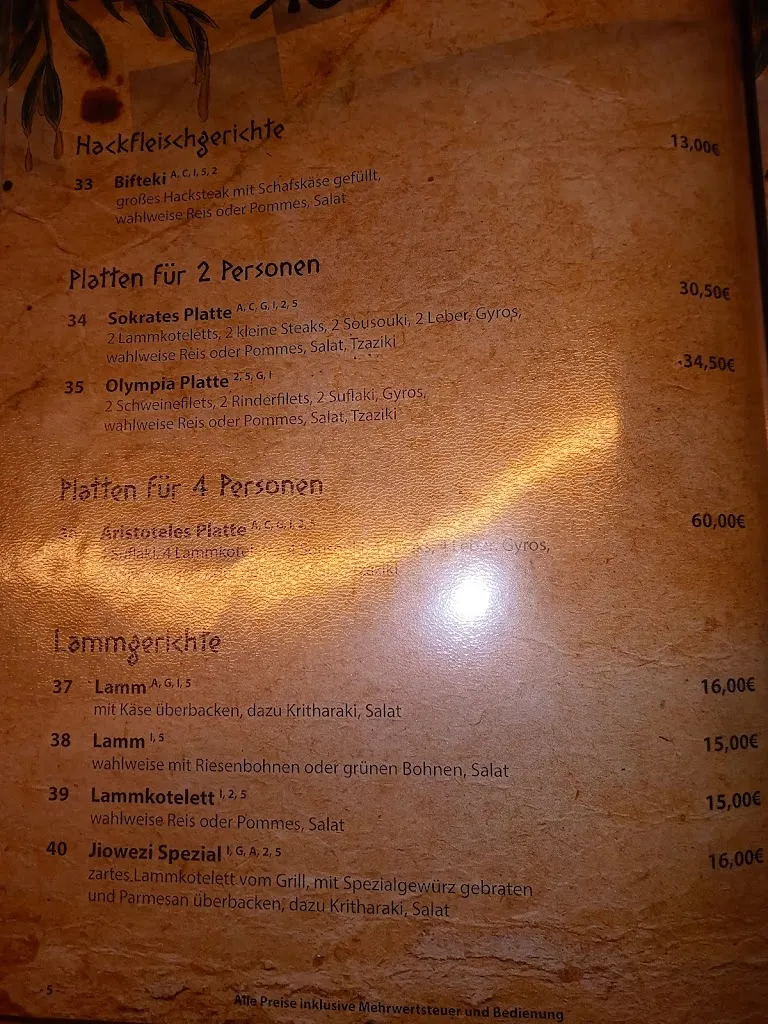 Hackfleischgerichte
33 Bifteki A, C, I, 5, 2 13,00€
großes Hacksteak mit Schafskäse gefüllt,
wahlweise Reis oder Pommes, Salat
Platten für 2 Personen
34 Sokrates Platte A, C, G, I, 2, 5 30,50€
2 Lammkoteletts, 2 kleine Steaks, 2 Sousouki, 2 Leber, Gyros,
wahlweise Reis oder Pommes, Salat, Tzaziki
35 Olympia Platte 2, 5, G, I 34,50€
2 Schweinefilets, 2 Rinderfilets, 2 Suflaki, Gyros,
wahlweise Reis oder Pommes, Salat, Tzaziki
Platten für 4 Personen
Aristoteles Platte A, C, G, I, 2, 5 60,00€
Suflaki, 4 4 Leber, Gyros,
Tzaziki
Lammgerichte
37 Lamm A, G, I, 5 16,00€
mit Käse überbacken, dazu Kritharaki, Salat
38 Lamm I, 5 15,00€
wahlweise mit Riesenbohnen oder grünen Bohnen, Salat
39 Lammkotelett I, 2, 5 15,00€
wahlweise Reis oder Pommes, Salat
40 Jiowezi Spezial I, G, A, 2, 5 16,00€
zartes Lammkotelett vom Grill, mit Spezialgewürz gebraten
und Parmesan überbacken, dazu Kritharaki, Salat
- 5 -
Alle Preise inklusive Mehrwertsteuer und Bedienung